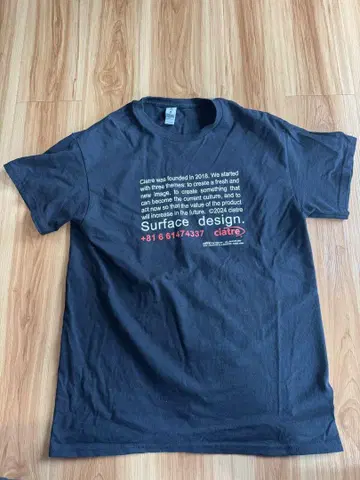 Ciatre was founded in 2018. We started
with three themes: to create a fresh and
new image, to create something that
can become the current culture, and to
act now so that the value of the product
will increase in the future. ©2024 ciatre
Surface design.
+81 6 61474337 ciatre